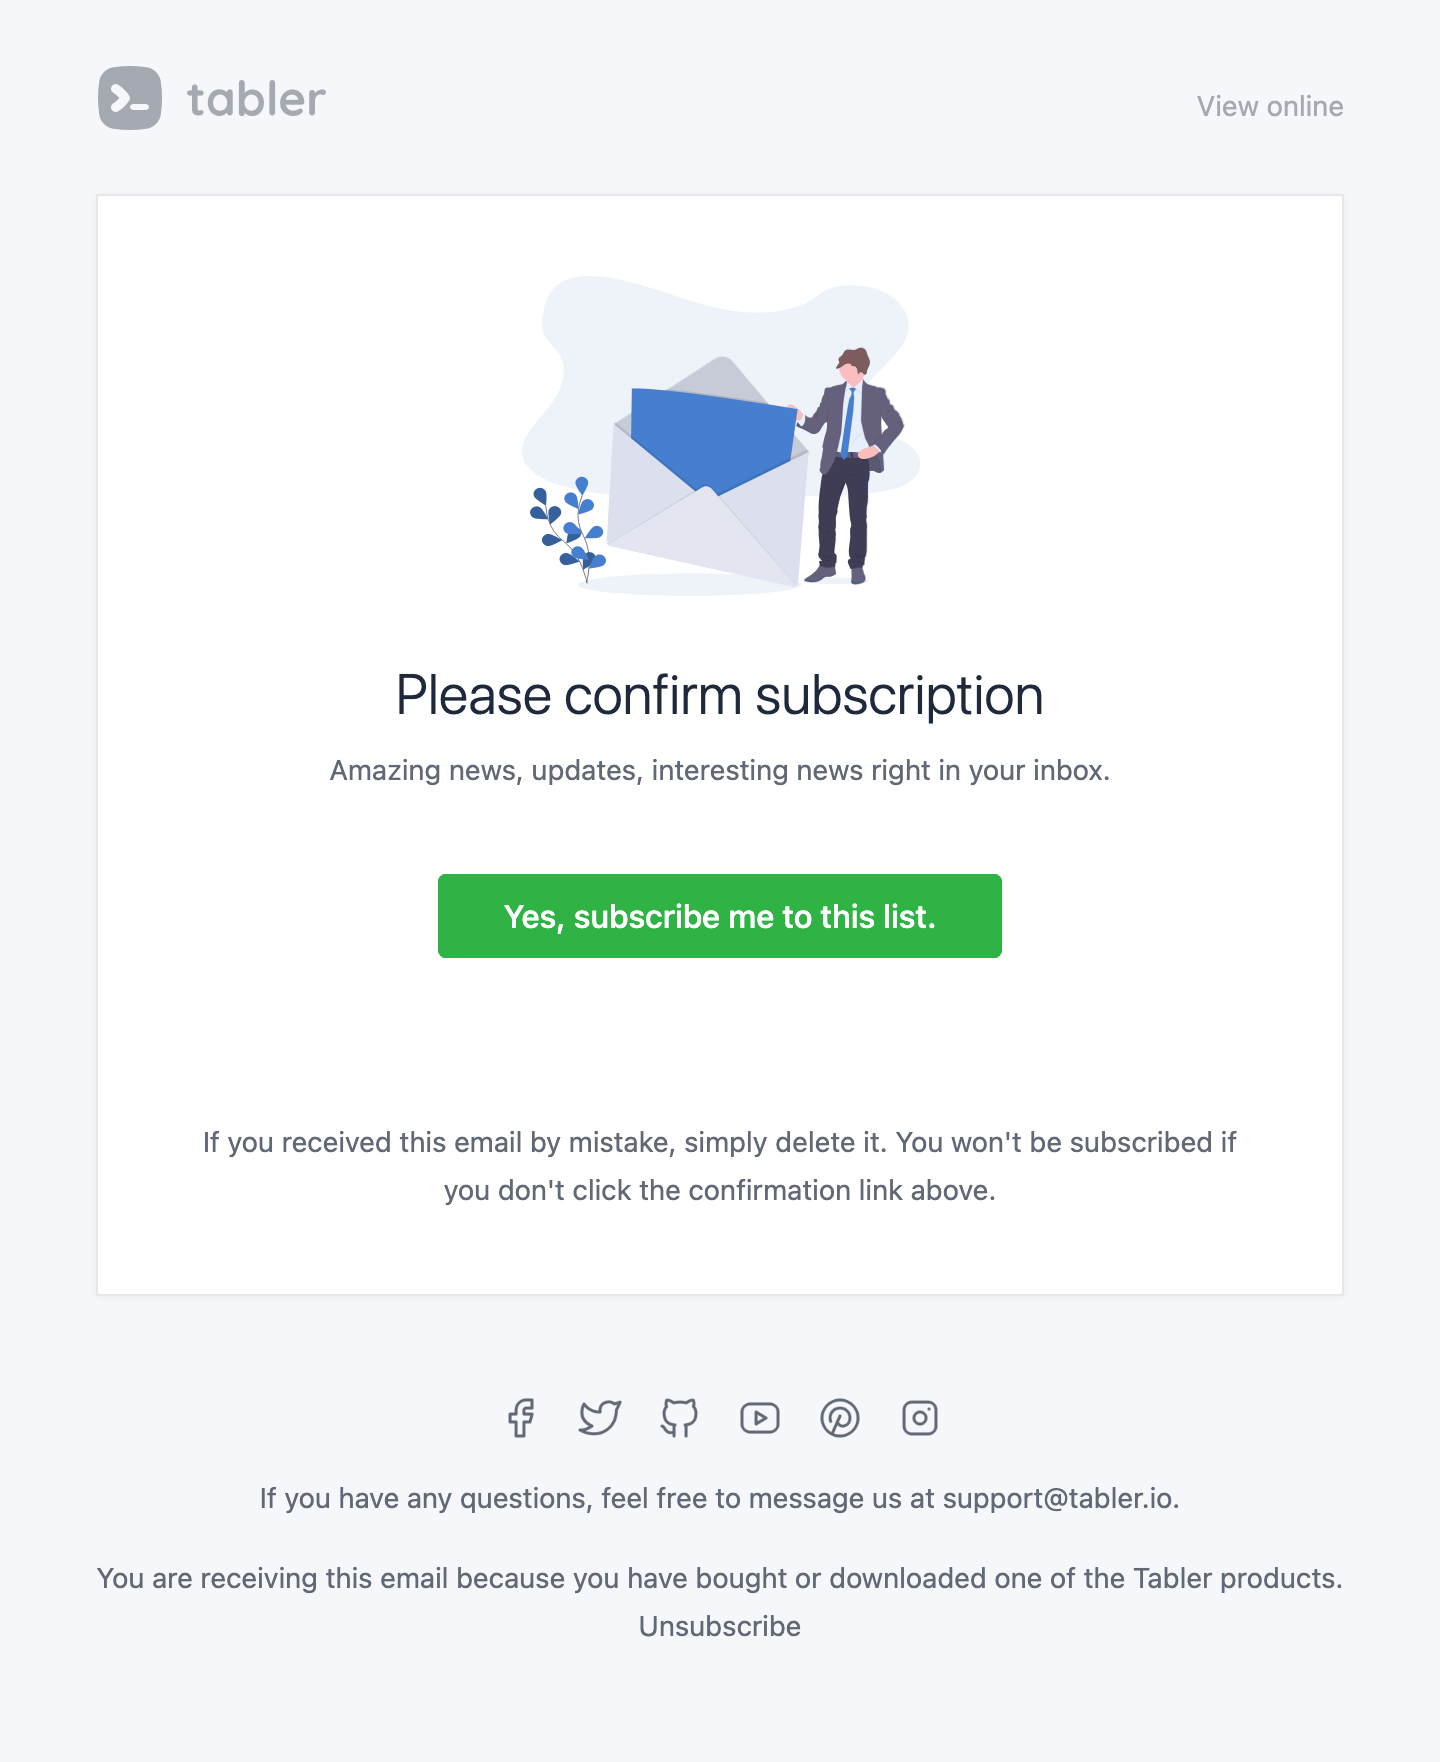 tabler
View online
Please confirm subscription
Amazing news, updates, interesting news right in your inbox.
Yes, subscribe me to this list.
If you received this email by mistake, simply delete it. You won't be subscribed if
you don't click the confirmation link above.
If you have any questions, feel free to message us at support@tabler.io.
You are receiving this email because you have bought or downloaded one of the Tabler products.
Unsubscribe